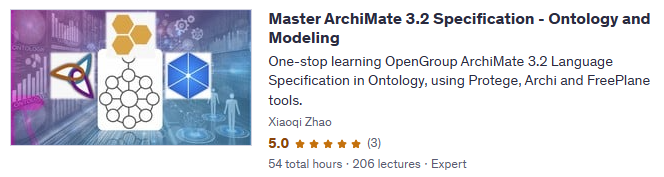 Master ArchiMate 3.2 Specification - Ontology and
Modeling
One-stop learning OpenGroup ArchiMate 3.2 Language
Specification in Ontology, using Protege, Archi and FreePlane
tools.
Xiaoqi Zhao
5.0 (3)
54 total hours · 206 lectures · Expert